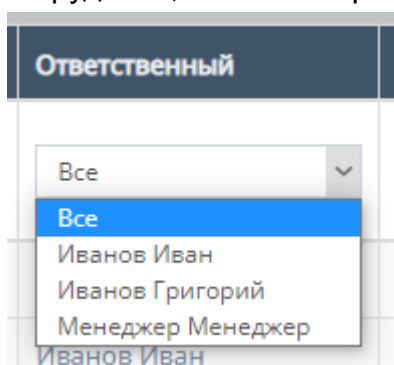 Ответственный
Все
Все
Иванов Иван
Иванов Григорий
Менеджер Менеджер
Иванов Иван